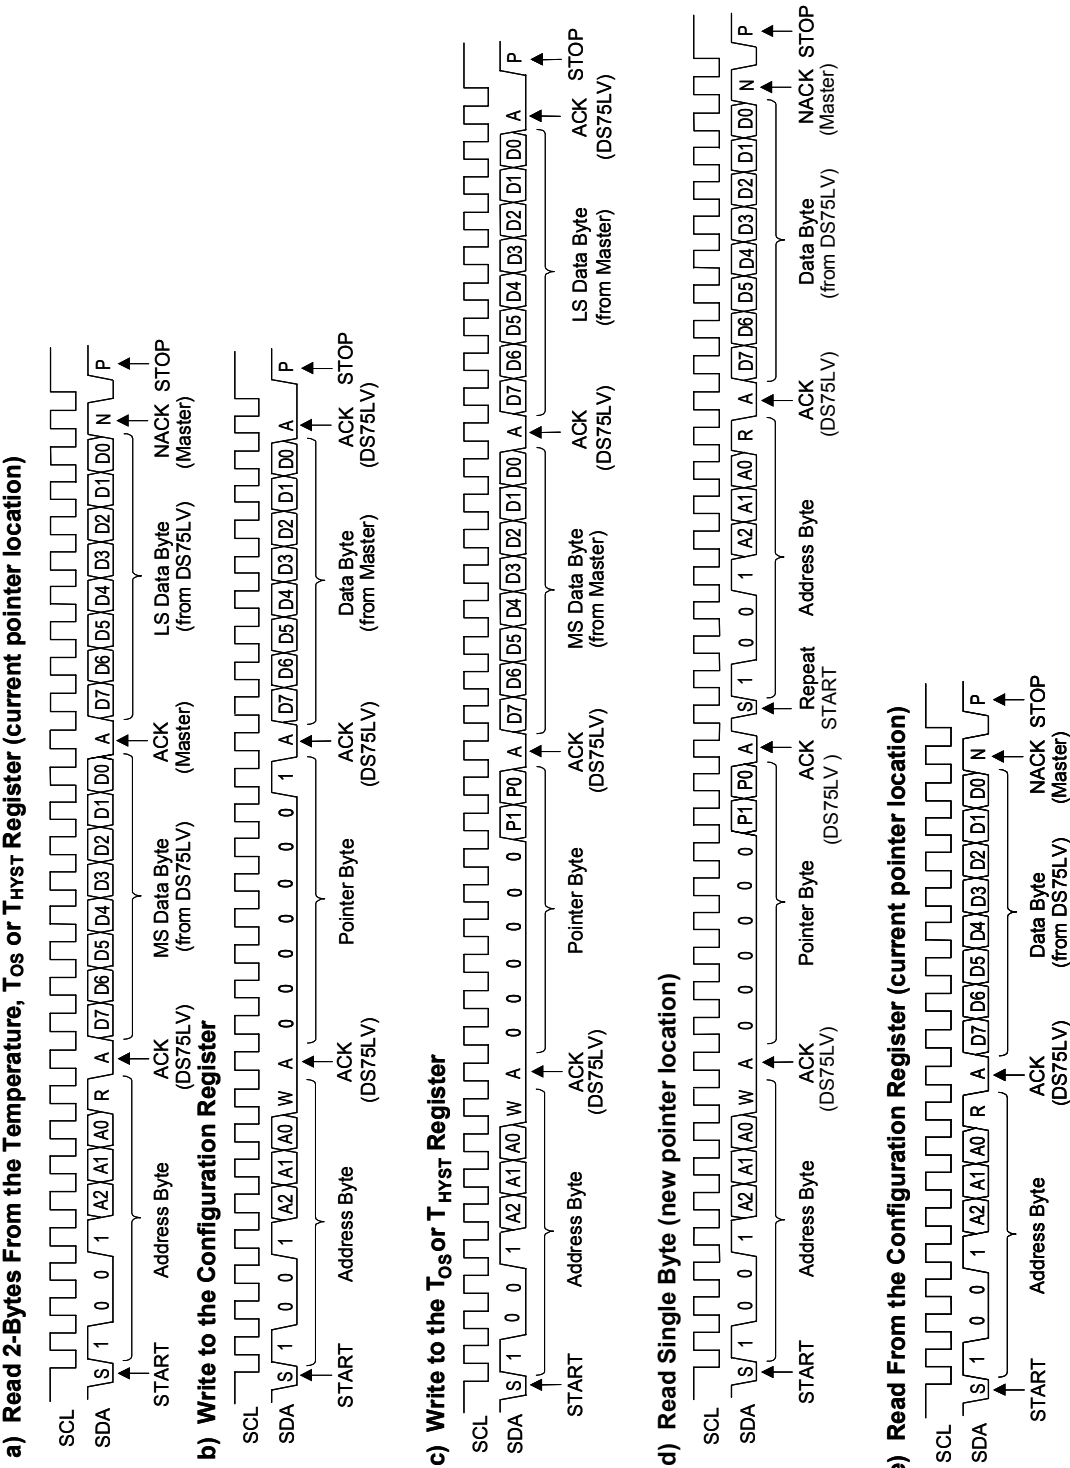 a) Read 2-Bytes From the Temperature, TOS or THYST Register (current pointer location)
SCL
SDA
S 1 0 0 1 A2 A1 A0 R A D7 D6 D5 D4 D3 D2 D1 D0 A D7 D6 D5 D4 D3 D2 D1 D0 N P
START
Address Byte
ACK
(DS75LV)
MS Data Byte
(from DS75LV)
ACK
(Master)
LS Data Byte
(from DS75LV)
NACK
(Master)
STOP
b) Write to the Configuration Register
SCL
SDA
S 1 0 0 1 A2 A1 A0 W A 0 0 0 0 0 0 0 1 A D7 D6 D5 D4 D3 D2 D1 D0 A P
START
Address Byte
ACK
(DS75LV)
Pointer Byte
ACK
(DS75LV)
Data Byte
(from Master)
ACK
(DS75LV)
STOP
c) Write to the TOS or THYST Register
SCL
SDA
S 1 0 0 1 A2 A1 A0 W A 0 0 0 0 0 0 P1 P0 A D7 D6 D5 D4 D3 D2 D1 D0 A D7 D6 D5 D4 D3 D2 D1 D0 A P
START
Address Byte
ACK
(DS75LV)
Pointer Byte
ACK
(DS75LV)
MS Data Byte
(from Master)
ACK
(DS75LV)
LS Data Byte
(from Master)
ACK
(DS75LV)
STOP
d) Read Single Byte (new pointer location)
SCL
SDA
S 1 0 0 1 A2 A1 A0 W A 0 0 0 0 0 0 P1 P0 A S 1 0 0 1 A2 A1 A0 R A D7 D6 D5 D4 D3 D2 D1 D0 N P
START
Address Byte
ACK
(DS75LV)
Pointer Byte
ACK
(DS75LV )
Repeat
START
Address Byte
ACK
(DS75LV)
Data Byte
(from DS75LV)
NACK
(Master)
STOP
e) Read From the Configuration Register (current pointer location)
SCL
SDA
S 1 0 0 1 A2 A1 A0 R A D7 D6 D5 D4 D3 D2 D1 D0 N P
START
Address Byte
ACK
(DS75LV)
Data Byte
(from DS75LV)
NACK
(Master)
STOP